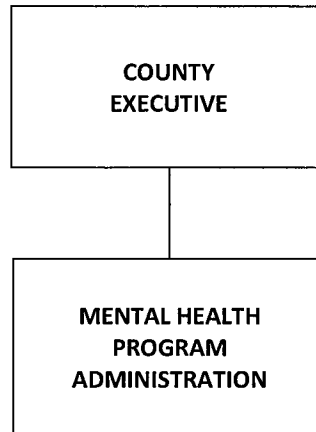 COUNTY
EXECUTIVE
MENTAL HEALTH
PROGRAM
ADMINISTRATION